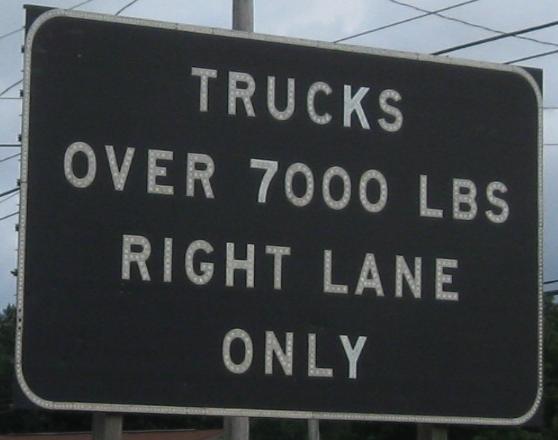 TRUCKS
OVER 7000 LBS
RIGHT LANE
ONLY